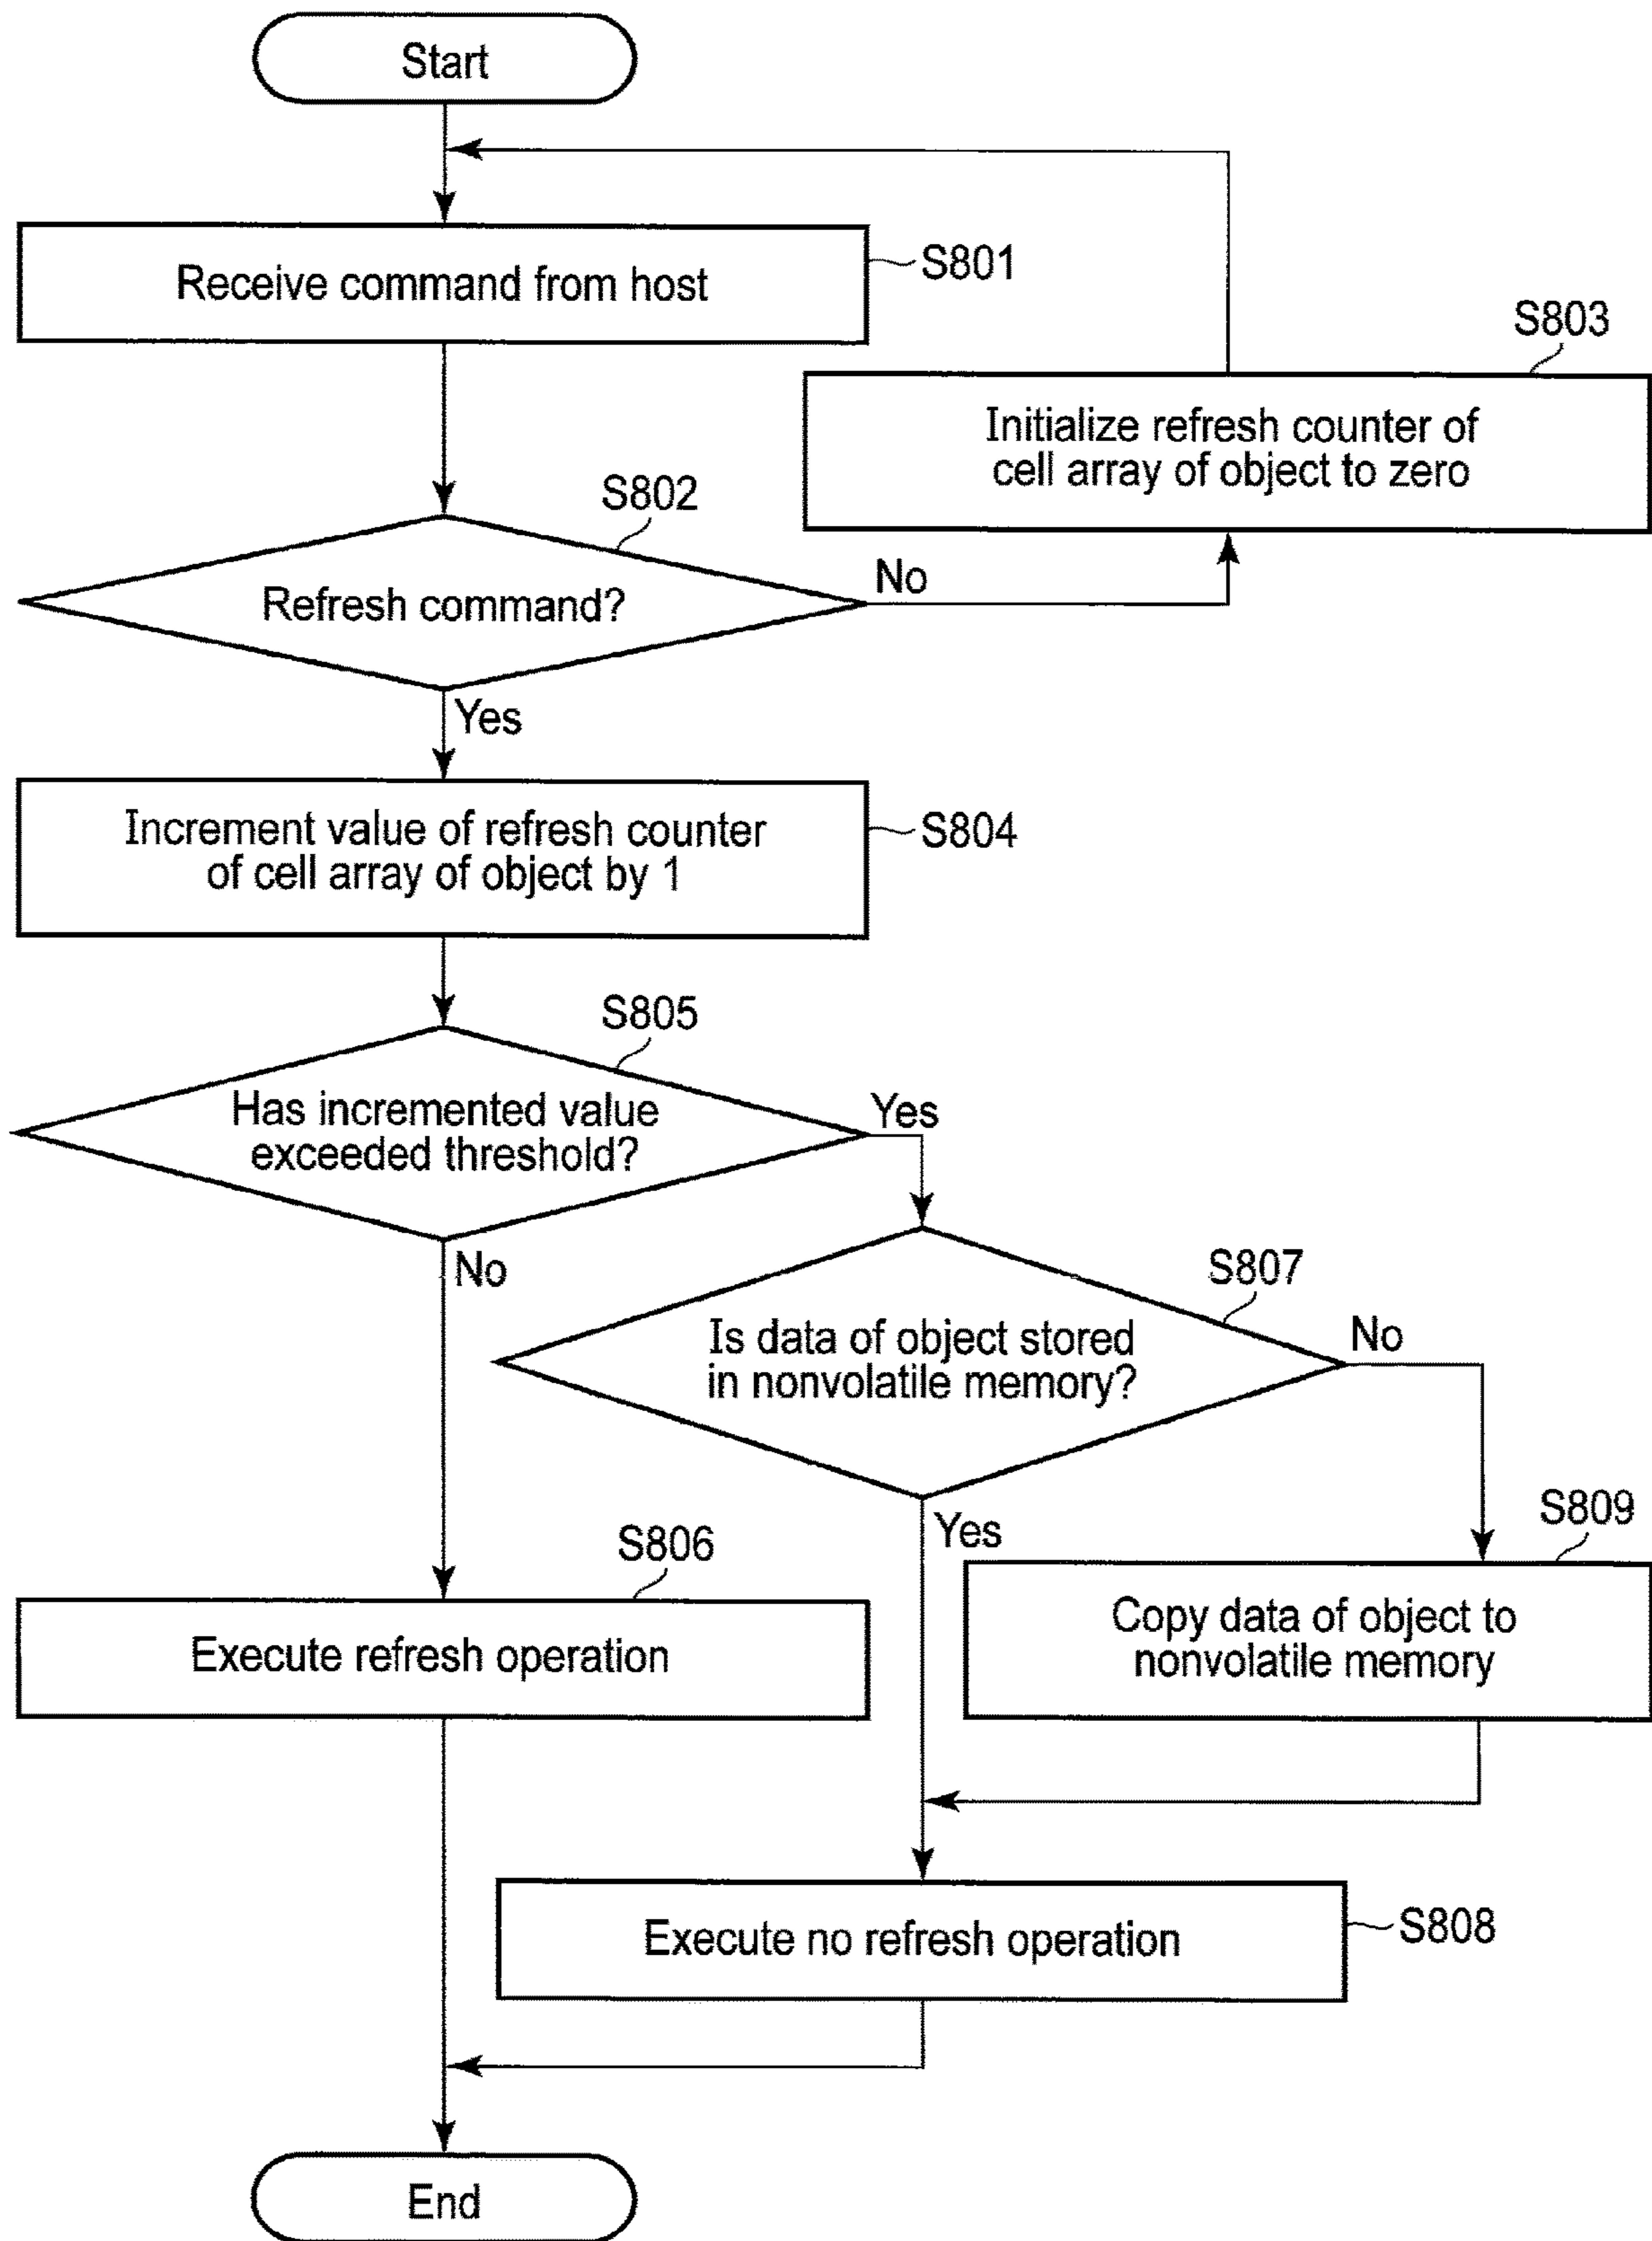 Start
Receive command from host
S801
S803
Initialize refresh counter of
cell array of object to zero
S802
Refresh command?
No
Yes
Increment value of refresh counter
of cell array of object by 1
S804
S805
Has incremented value
exceeded threshold?
Yes
No
S807
Is data of object stored
in nonvolatile memory?
No
Yes
S806
Execute refresh operation
S809
Copy data of object to
nonvolatile memory
Execute no refresh operation
S808
End